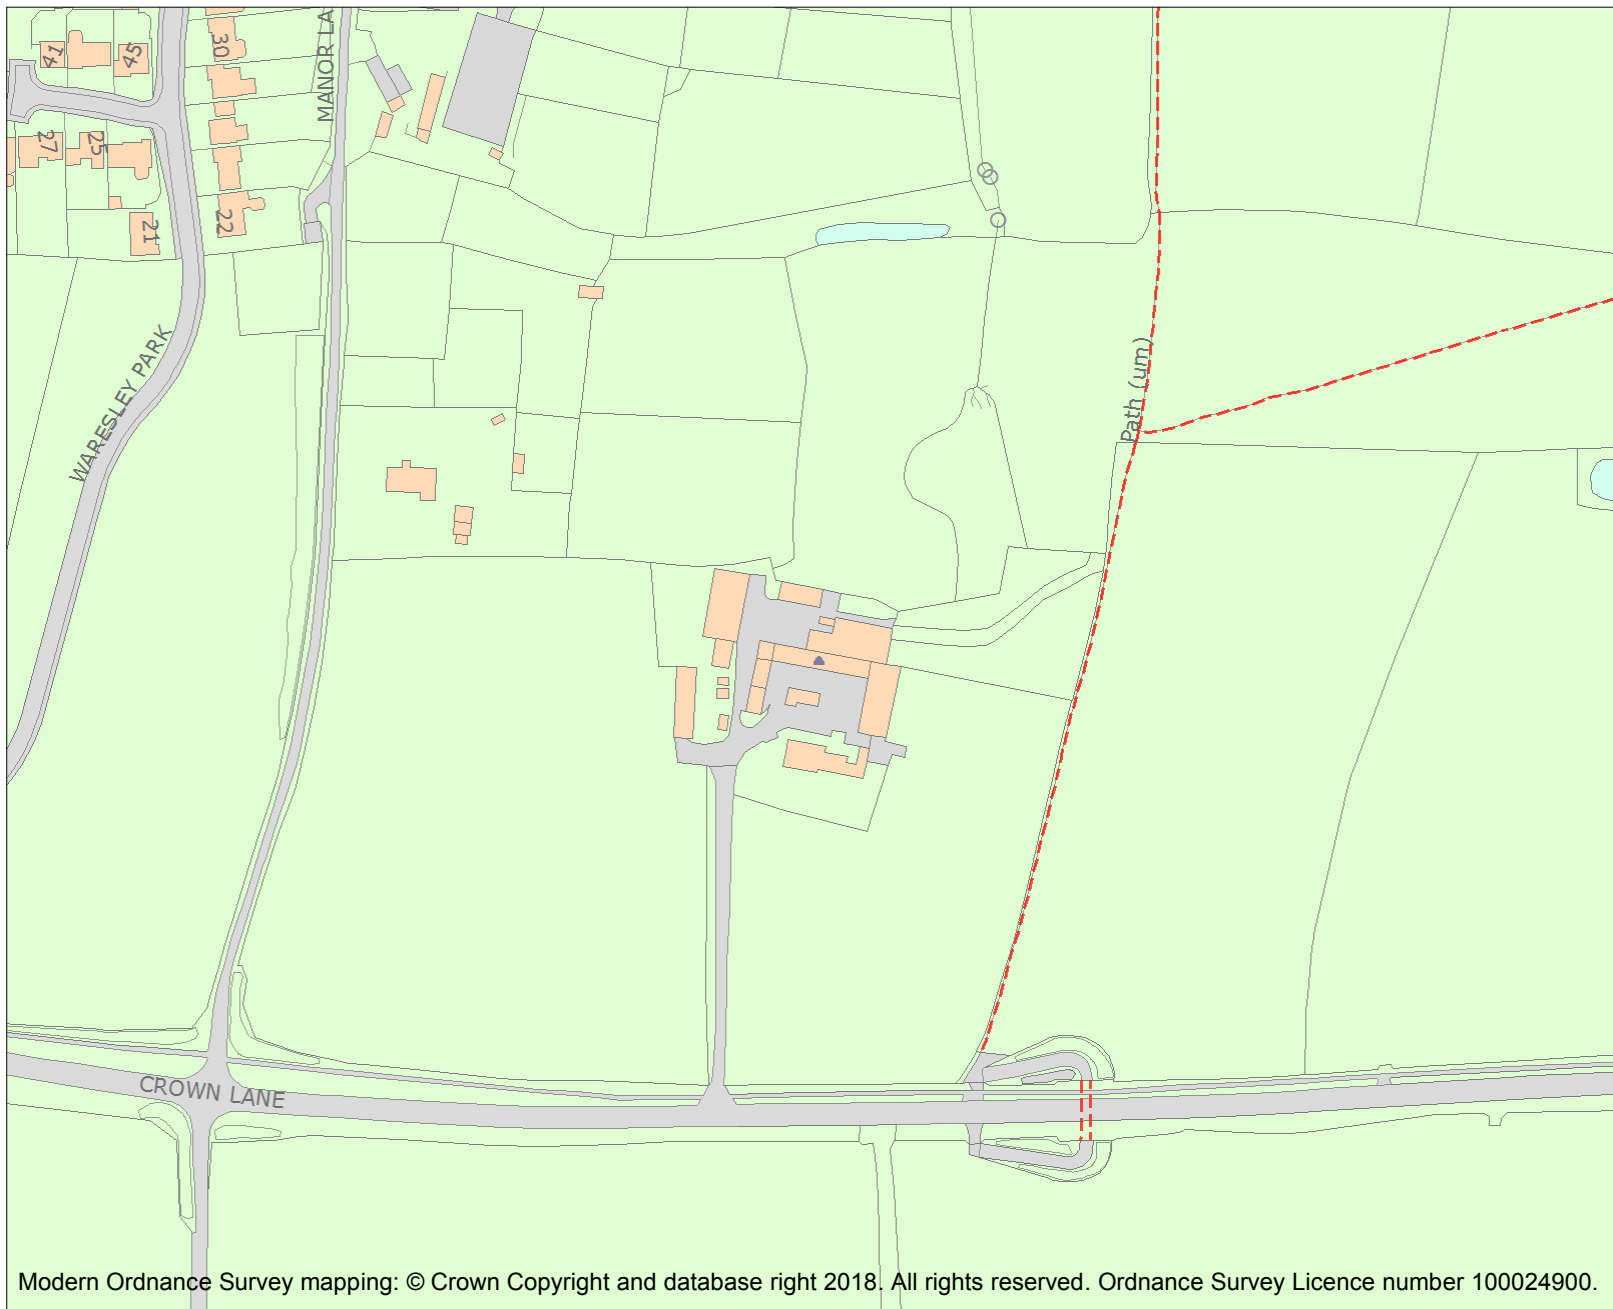 41
45
30
MANOR LA
27
25
22
21
WARESLEY PARK
Path (um)
CROWN LANE
Modern Ordnance Survey mapping: © Crown Copyright and database right 2018. All rights reserved. Ordnance Survey Licence number 100024900.